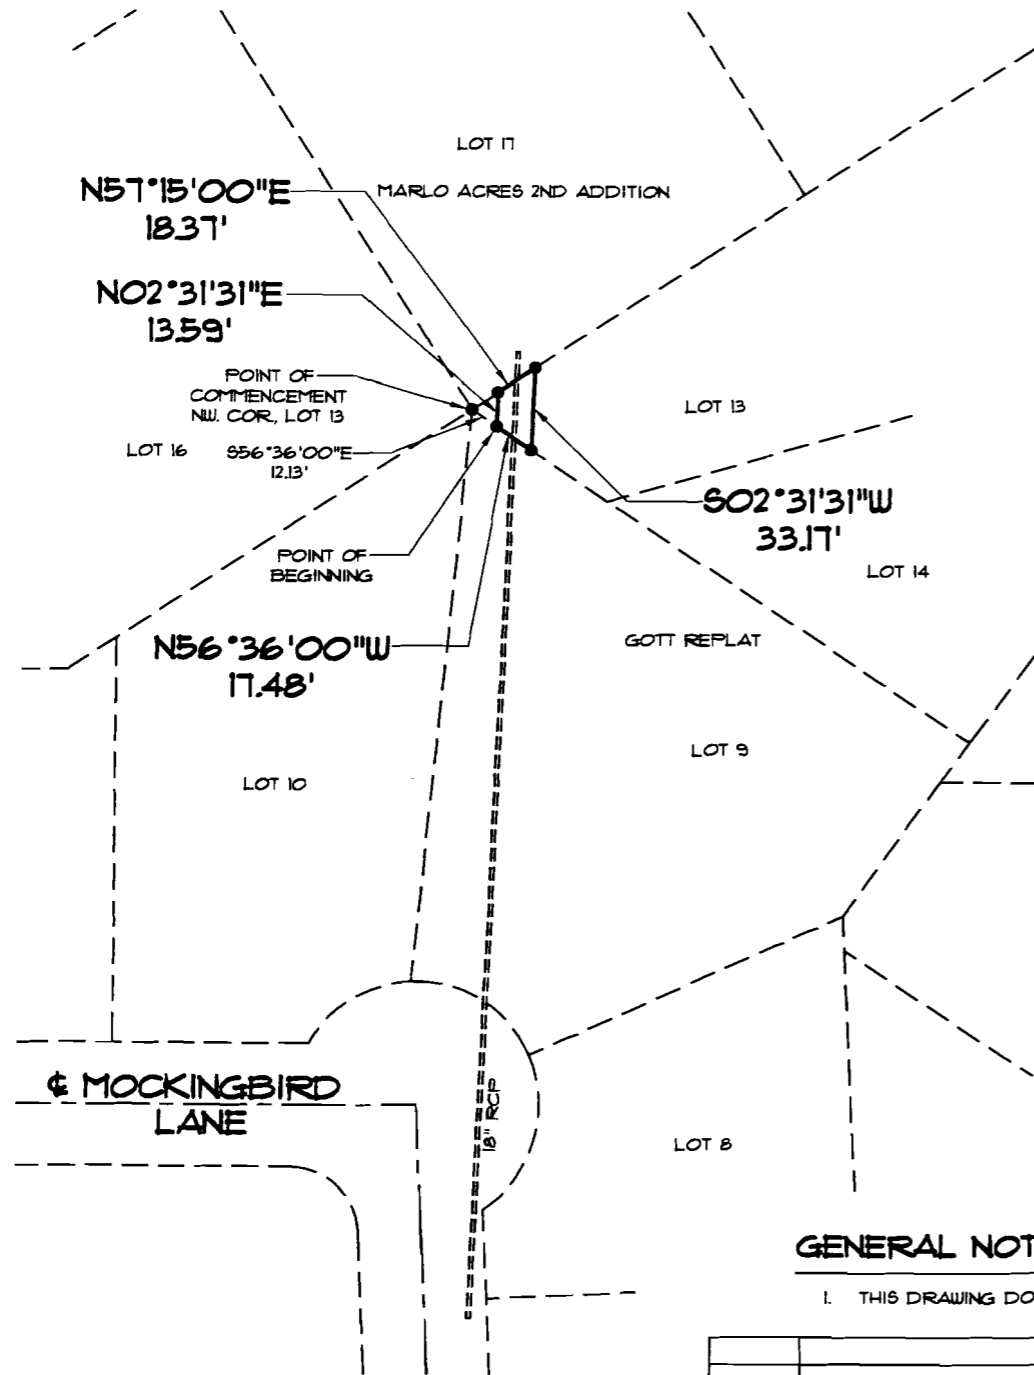 LOT 17
MARLO ACRES 2ND ADDITION
N57°15'00"E
18.37'
N02°31'31"E
13.59'
POINT OF
COMMENCEMENT
NW. COR., LOT 13
LOT 16
S56°36'00"E
12.13'
LOT 13
S02°31'31"W
33.17'
POINT OF
BEGINNING
LOT 14
N56°36'00"W
17.48'
GOTT REPLAT
LOT 9
LOT 10
℄ MOCKINGBIRD
LANE
18" RCP
LOT 8
GENERAL NOT
1. THIS DRAWING DO